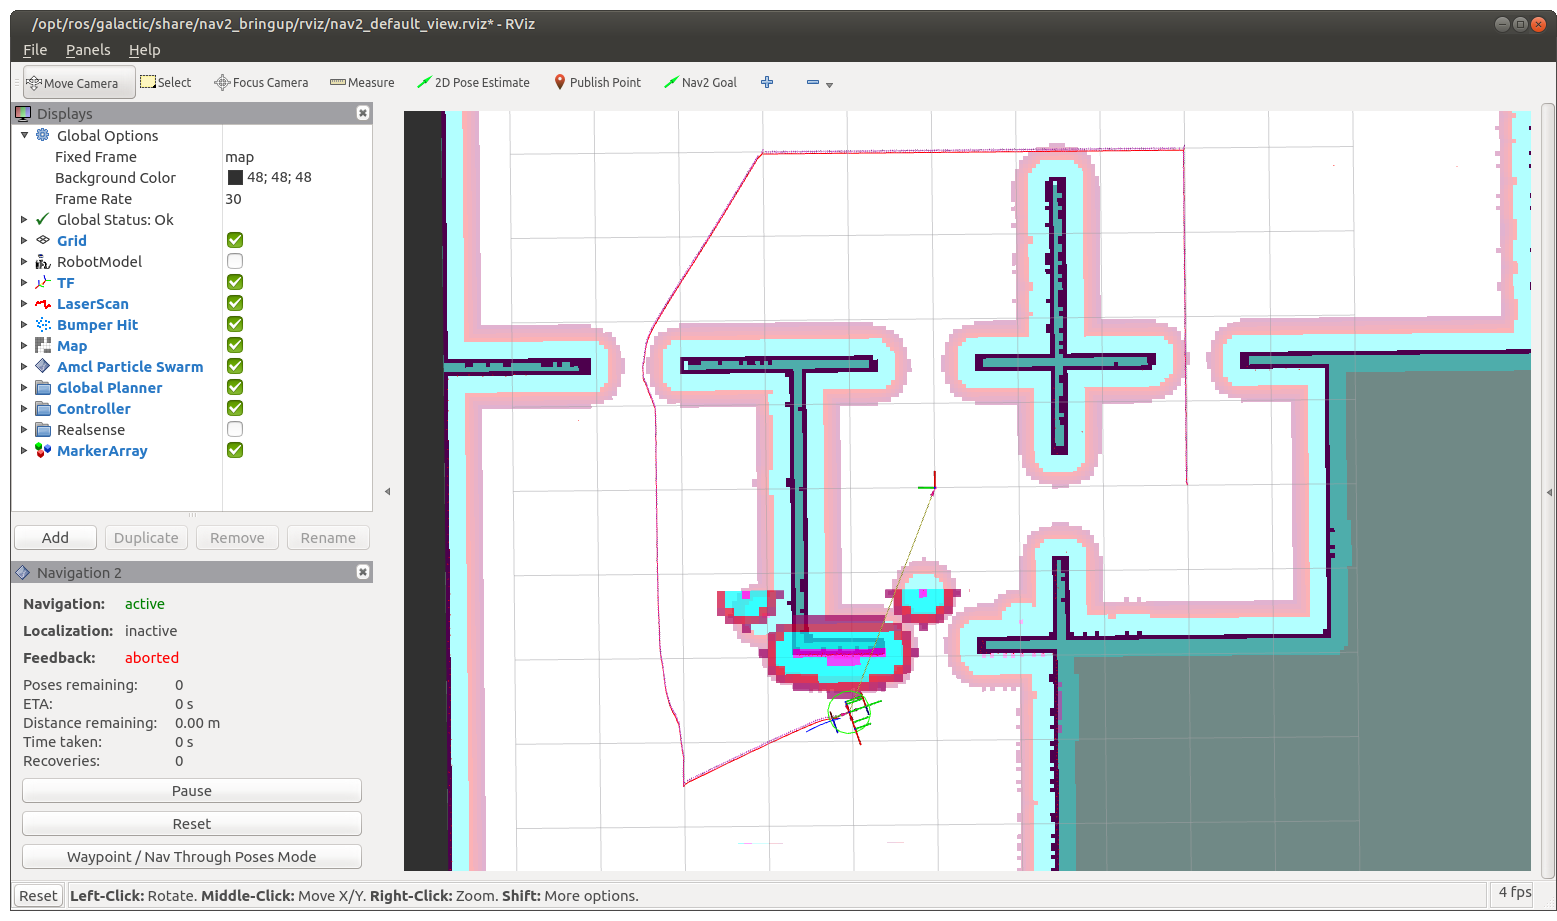 /opt/ros/galactic/share/nav2_bringup/rviz/nav2_default_view.rviz* - RViz
File Panels Help
Move Camera Select Focus Camera Measure 2D Pose Estimate Publish Point Nav2 Goal
Displays
Global Options
Fixed Frame map
Background Color 48; 48; 48
Frame Rate 30
Global Status: Ok
Grid
RobotModel
TF
LaserScan
Bumper Hit
Map
Amcl Particle Swarm
Global Planner
Controller
Realsense
MarkerArray
Add Duplicate Remove Rename
Navigation 2
Navigation: active
Localization: inactive
Feedback: aborted
Poses remaining: 0
ETA: 0 s
Distance remaining: 0.00 m
Time taken: 0 s
Recoveries: 0
Pause
Reset
Waypoint / Nav Through Poses Mode
Reset Left-Click: Rotate. Middle-Click: Move X/Y. Right-Click: Zoom. Shift: More options. 4 fps